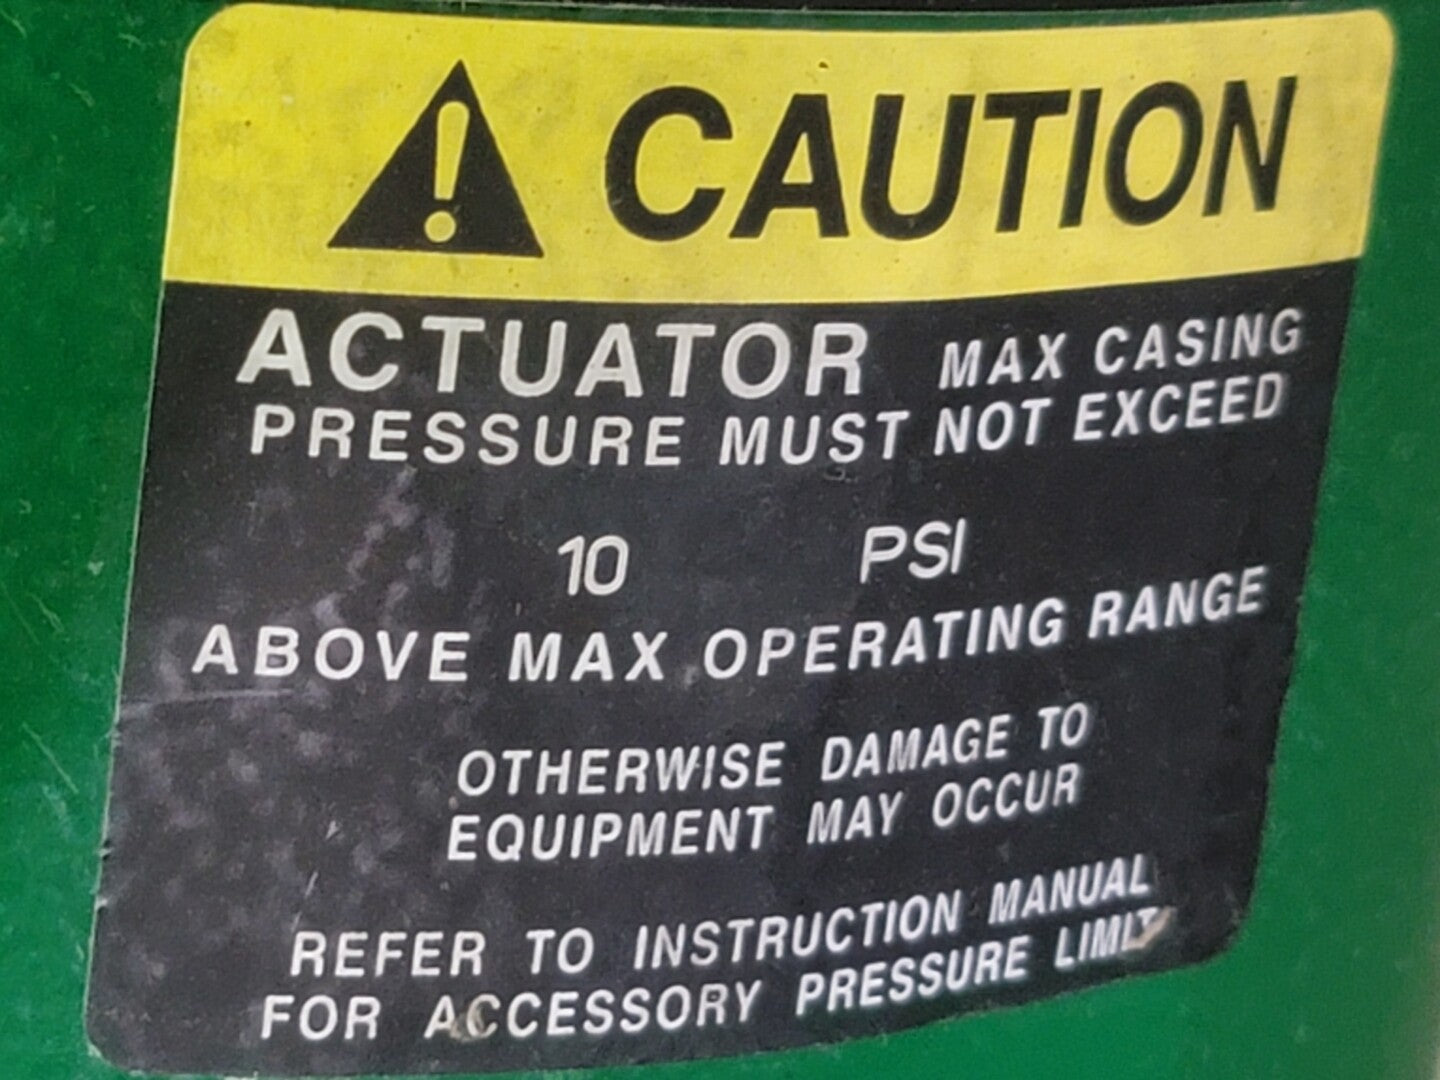 CAUTION
ACTUATOR MAX CASING
PRESSURE MUST NOT EXCEED
10 PSI
ABOVE MAX OPERATING RANGE
OTHERWISE DAMAGE TO
EQUIPMENT MAY OCCUR
REFER TO INSTRUCTION MANUAL
FOR ACCESSORY PRESSURE LIMIT